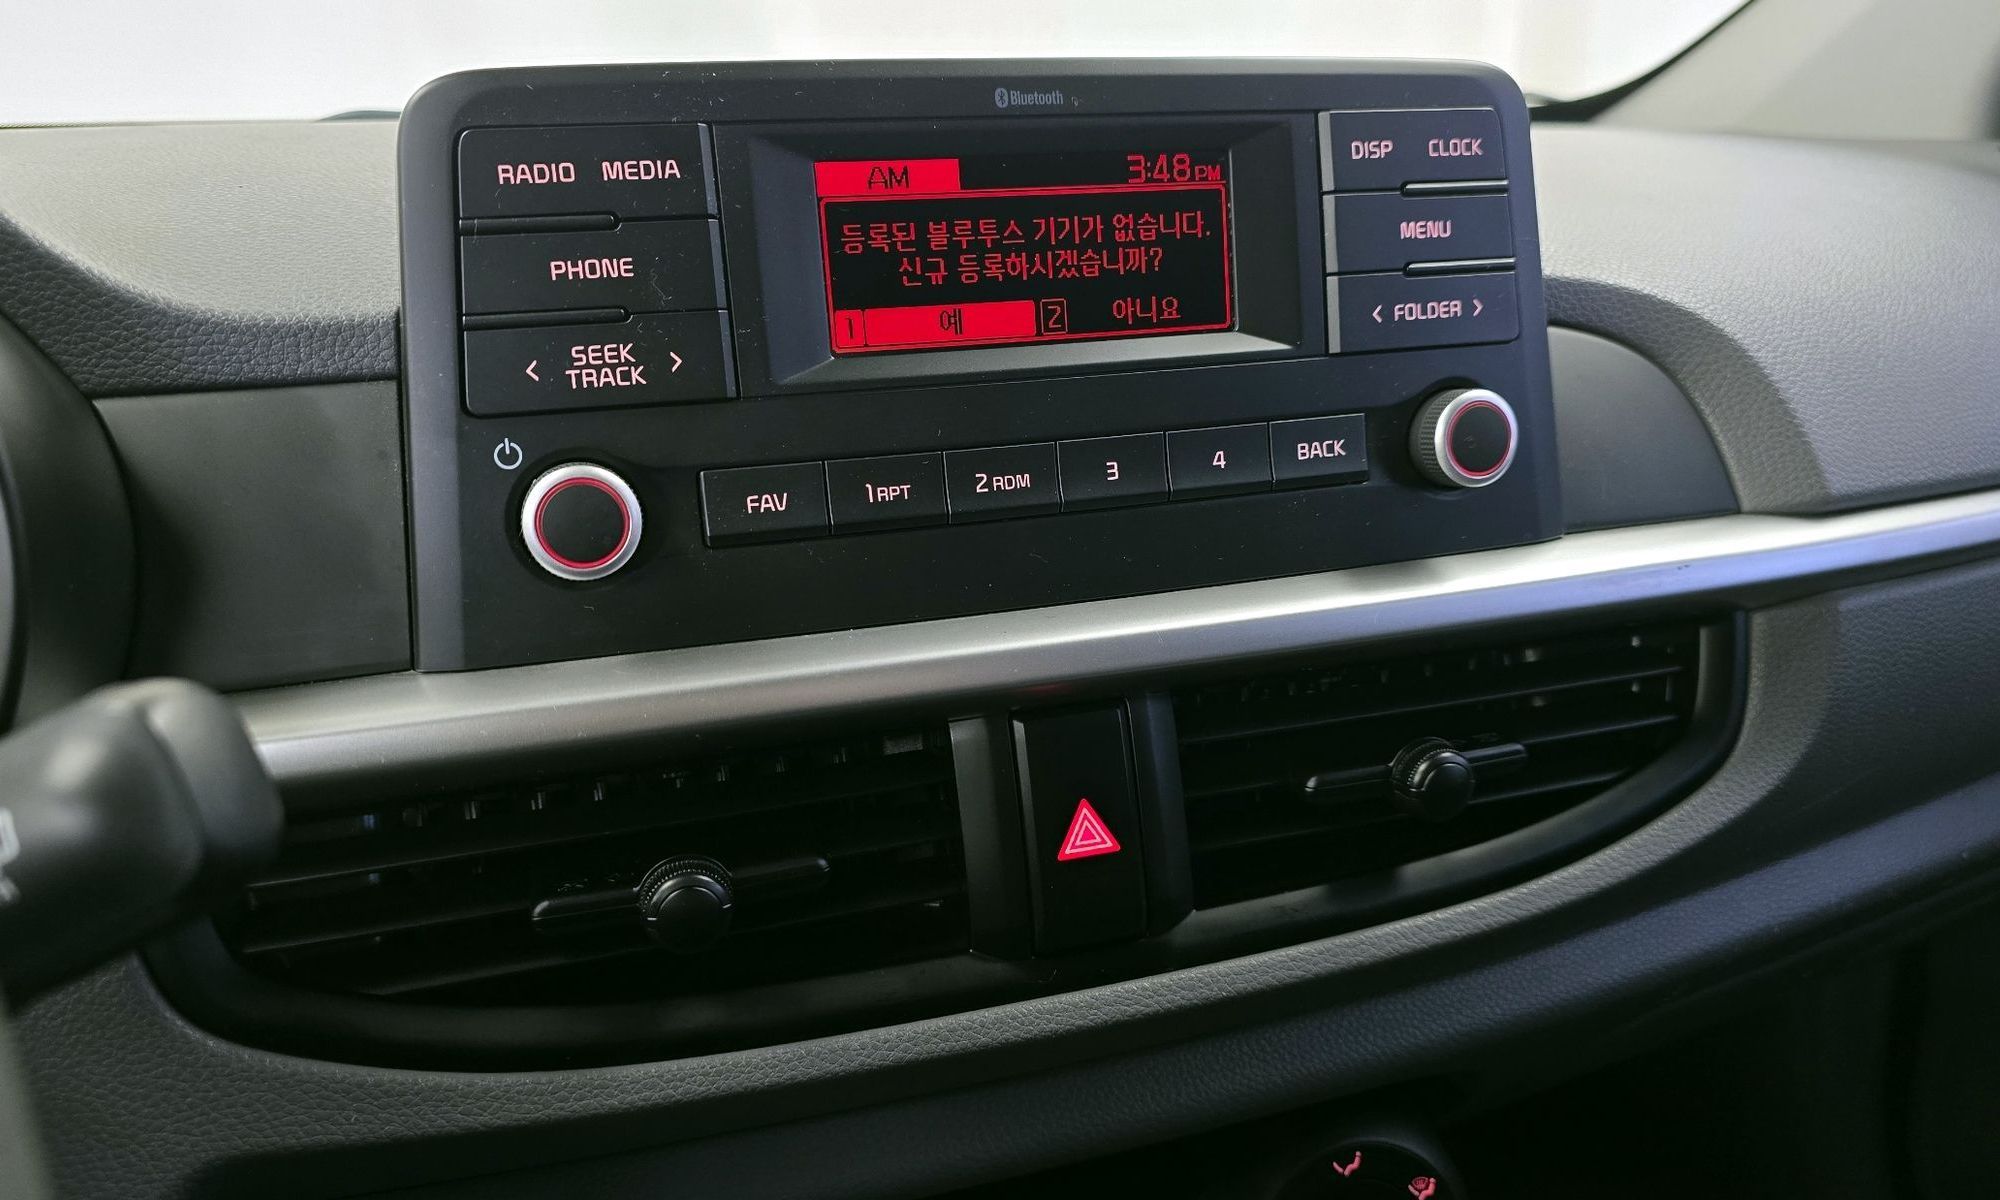 Bluetooth
RADIO MEDIA
PHONE
< SEEK TRACK >
AM 3:48 PM
등록된 블루투스 기기가 없습니다.
신규 등록하시겠습니까?
1 예 2 아니요
DISP CLOCK
MENU
< FOLDER >
FAV 1 RPT 2 RDM 3 4 BACK